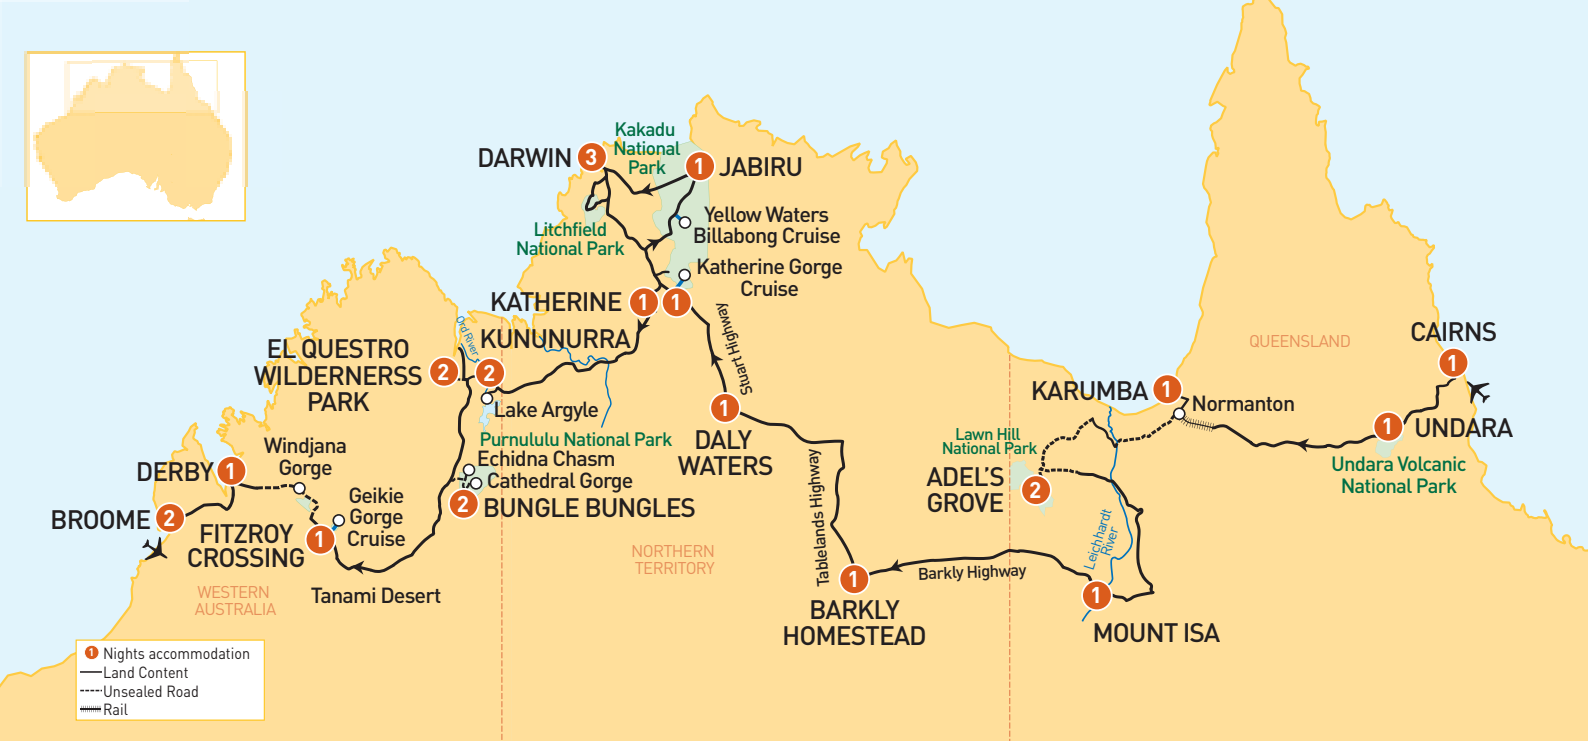 Kakadu
National
Park
DARWIN 3
1 JABIRU
Yellow Waters
Billabong Cruise
Litchfield
National Park
Katherine Gorge
Cruise
KATHERINE 1 1
Ord River
KUNUNURRA
Stuart Highway
QUEENSLAND
CAIRNS
1
EL QUESTRO
WILDERNERSS
PARK
2 2
Lake Argyle
KARUMBA 1
Normanton
1 UNDARA
Undara Volcanic
National Park
1
DALY
WATERS
Purnululu National Park
Echidna Chasm
Cathedral Gorge
2 BUNGLE BUNGLES
Lawn Hill
National Park
ADEL'S
GROVE
2
Windjana
Gorge
DERBY 1
Geikie
Gorge
Cruise
BROOME 2
FITZROY
CROSSING
1
Tablelands Highway
Leichhardt
River
NORTHERN
TERRITORY
Barkly Highway
1
BARKLY
HOMESTEAD
1
MOUNT ISA
WESTERN
AUSTRALIA
Tanami Desert
1 Nights accommodation
Land Content
Unsealed Road
Rail